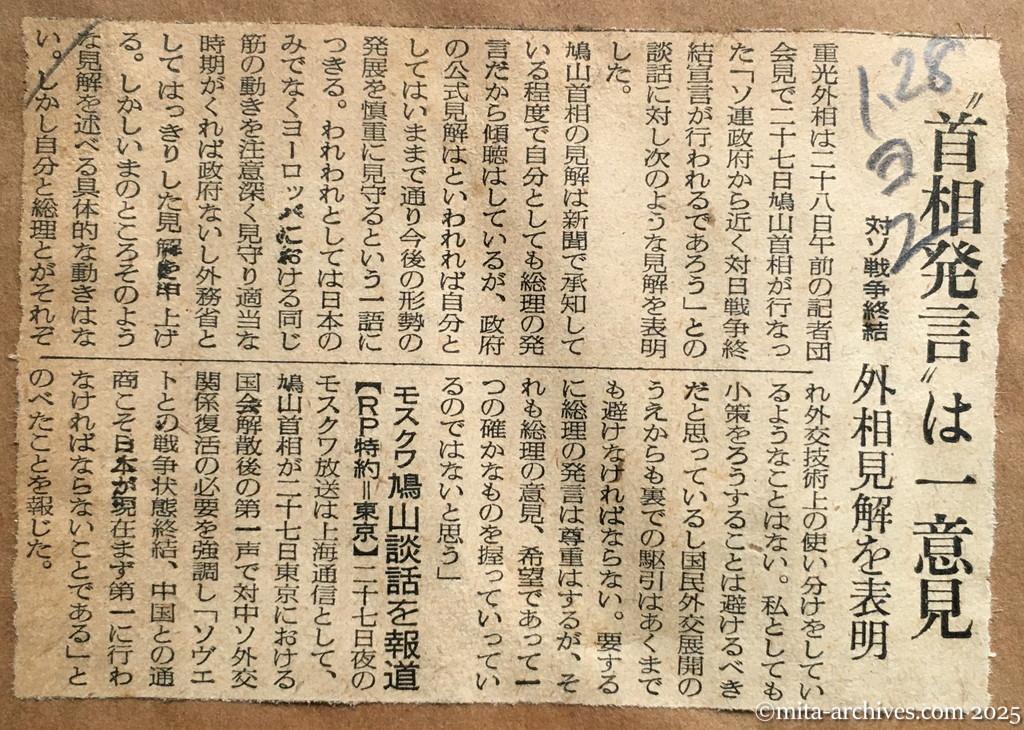 “首相発言”は一意見
対ソ戦争終結 外相見解を表明
1.28
ヨ
2
重光外相は二十八日午前の記者団
会見で二十七日鳩山首相が行なっ
た「ソ連政府から近く対日戦争終
結宣言が行われるであろう」との
談話に対し次のような見解を表明
した。
鳩山首相の見解は新聞で承知して
いる程度で自分としても総理の発
言だから傾聴はしているが、政府
の公式見解はといわれれば自分と
してはいままで通り今後の形勢の
発展を慎重に見守るという一語に
つきる。われわれとしては日本の
みでなくヨーロッパにおける同じ
筋の動きを注意深く見守り適当な
時期がくれば政府ないし外務省と
してはっきりした見解を申上げ
る。しかしいまのところそのよう
な見解を述べる具体的な動きはな
い。しかし自分と総理とがそれぞ
れ外交技術上の使い分けをしてい
るようなことはない。私としても
小策をろうすることは避けるべき
だと思っているし国民外交展開の
うえからも裏での駆引はあくまで
も避けなければならない。要する
に総理の発言は尊重はするが、そ
れも総理の意見、希望であって一
つの確かなものを握っていってい
るのではないと思う」
モスクワ鳩山談話を報道
【RP特約＝東京】二十七日夜の
モスクワ放送は上海通信として、
鳩山首相が二十七日東京における
国会解散後の第一声で対中ソ外交
関係復活の必要を強調し「ソヴエ
トとの戦争状態終結、中国との通
商こそ日本が現在まず第一に行わ
なければならないことである」と
のべたことを報じた。
©mita-archives.com 2025